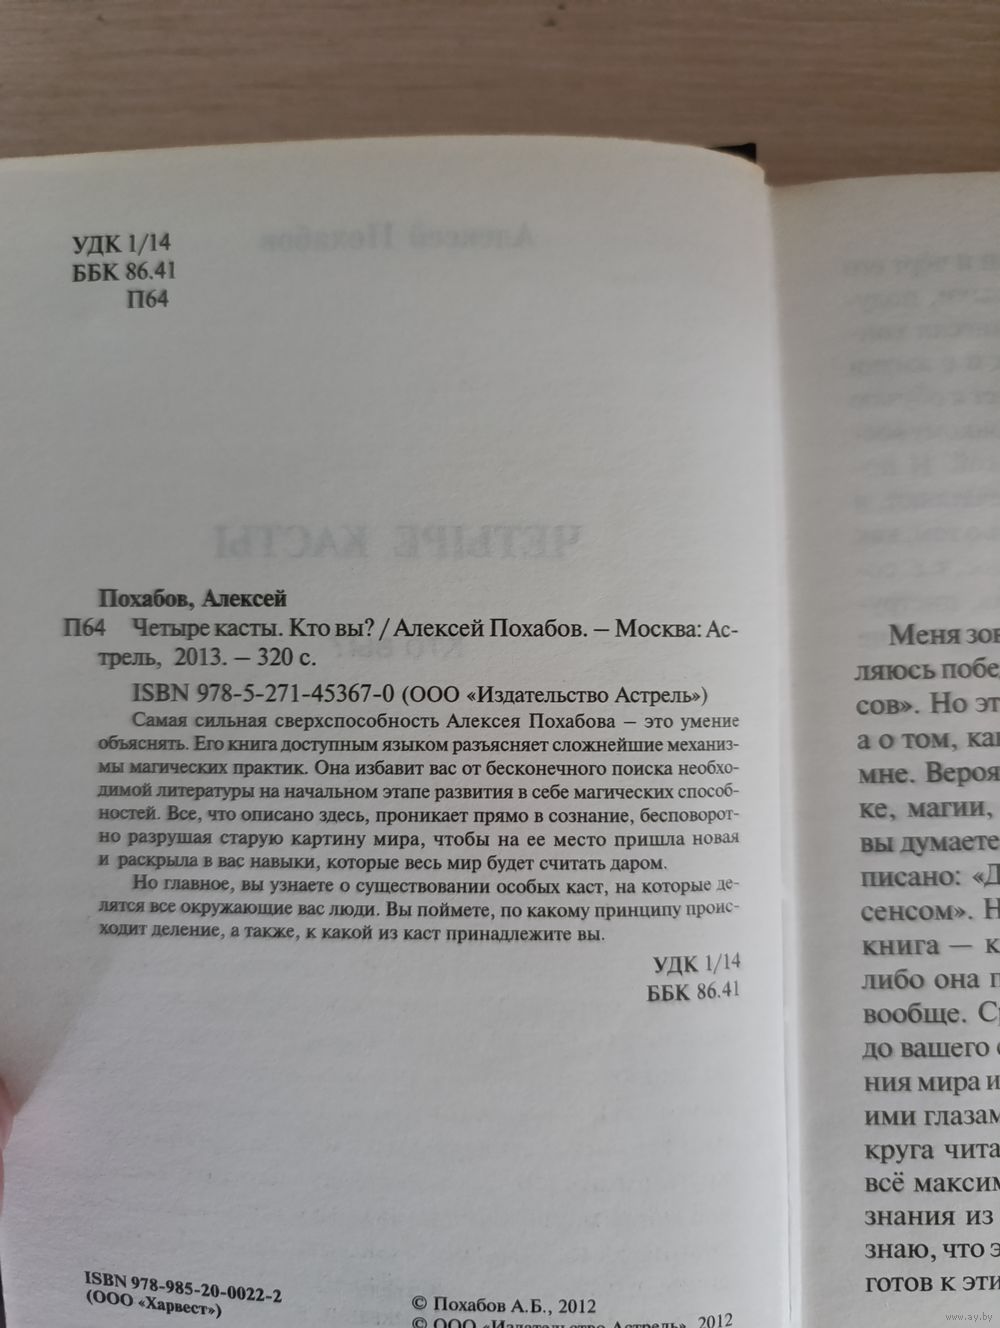 УДК 1/14
ББК 86.41
П64
Похабов, Алексей
П64 Четыре касты. Кто вы? / Алексей Похабов. – Москва: Ас-
трель, 2013. – 320 с.
ISBN 978-5-271-45367-0 (ООО «Издательство Астрель»)
Самая сильная сверхспособность Алексея Похабова – это умение
объяснять. Его книга доступным языком разъясняет сложнейшие механиз-
мы магических практик. Она избавит вас от бесконечного поиска необхо-
димой литературы на начальном этапе развития в себе магических способ-
ностей. Все, что описано здесь, проникает прямо в сознание, бесповорот-
но разрушая старую картину мира, чтобы на ее место пришла новая
и раскрыла в вас навыки, которые весь мир будет считать даром.
Но главное, вы узнаете о существовании особых каст, на которые де-
лятся все окружающие вас люди. Вы поймете, по какому принципу проис-
ходит деление, а также, к какой из каст принадлежите вы.
УДК 1/14
ББК 86.41
ISBN 978-985-20-0022-2
(ООО «Харвест»)
© Похабов А.Б., 2012
© ООО «Издательство Астрель», 2012
Меня зов
ляюсь побе
сов». Но эт
а о том, ка
мне. Вероя
ке, магии,
вы думаете
писано: «Д
сенсом». Н
книга — к
либо она п
вообще. С
до вашего
ния мира и
ими глазам
круга чита
всё максим
знания из
знаю, что э
готов к эти
www.ay.by